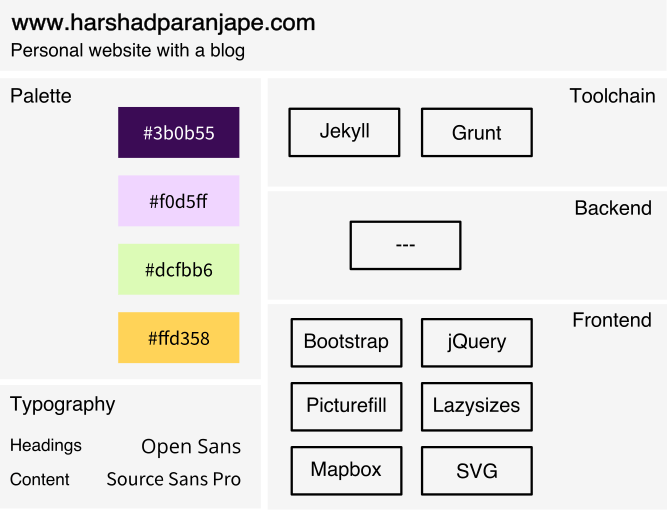 www.harshadparanjape.com
Personal website with a blog
Palette
#3b0b55
#f0d5ff
#dcfbb6
#ffd358
Typography
Headings Open Sans
Content Source Sans Pro
Toolchain
Jekyll Grunt
Backend
---
Frontend
Bootstrap jQuery
Picturefill Lazysizes
Mapbox SVG